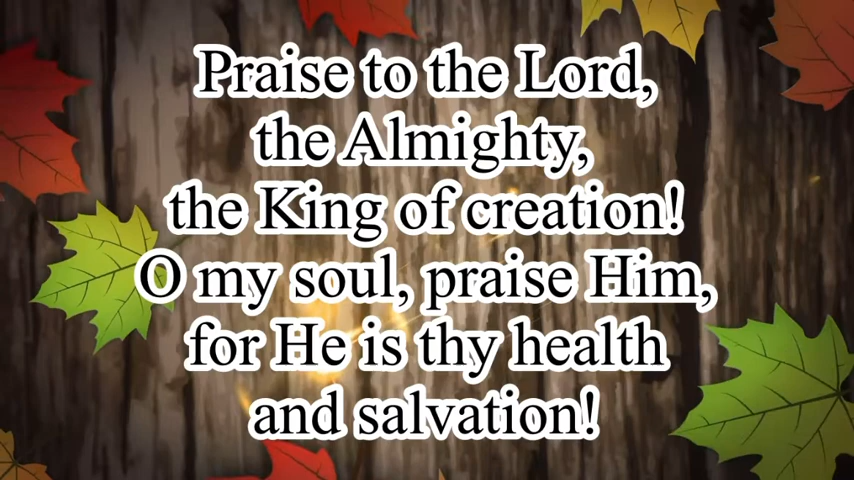 Praise to the Lord,
the Almighty,
the King of creation!
O my soul, praise Him,
for He is thy health
and salvation!